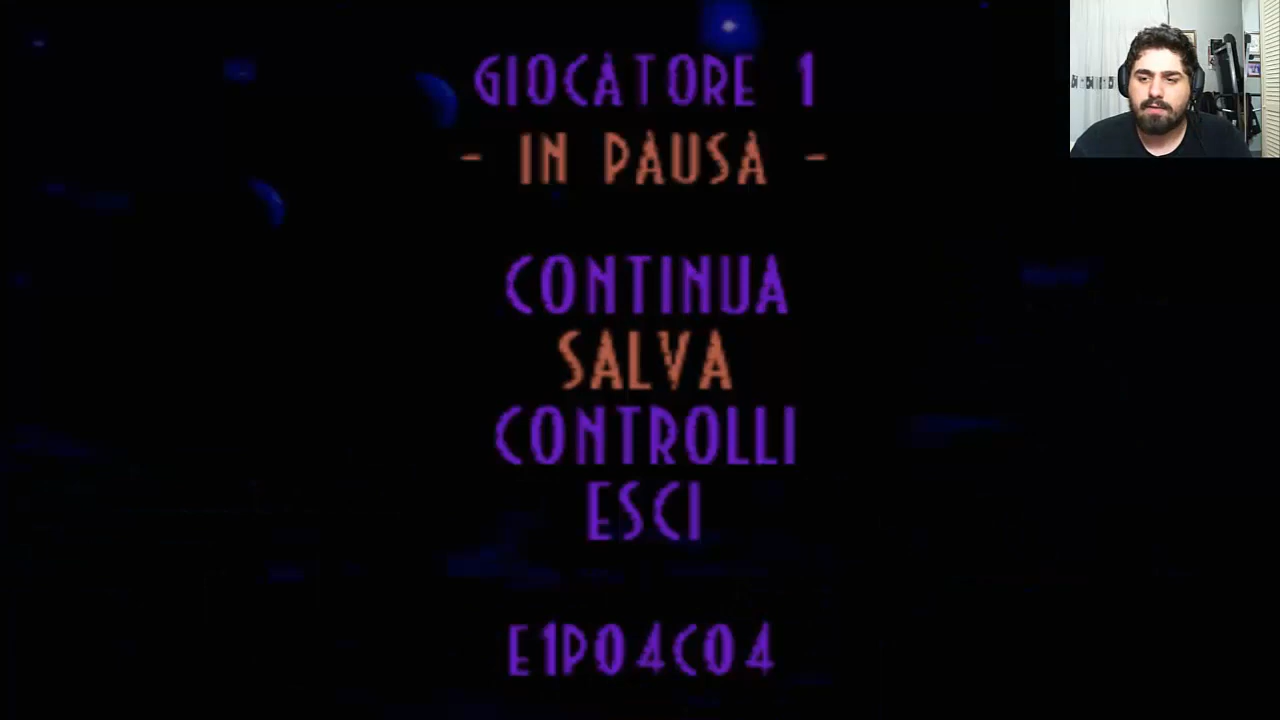 GIOCATORE 1
- IN PAUSA -
CONTINUA
SALVA
CONTROLLI
ESCI
E1P04C04